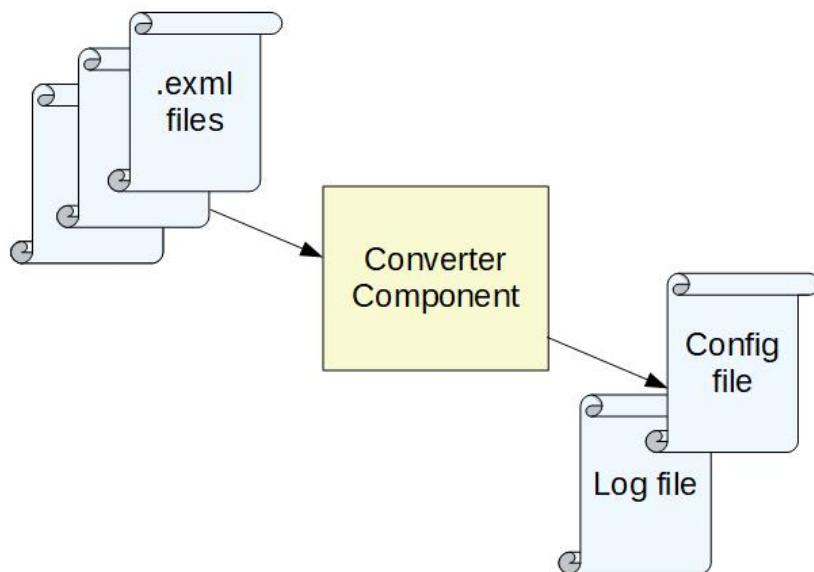 .exml
files
Converter
Component
Config
file
Log file